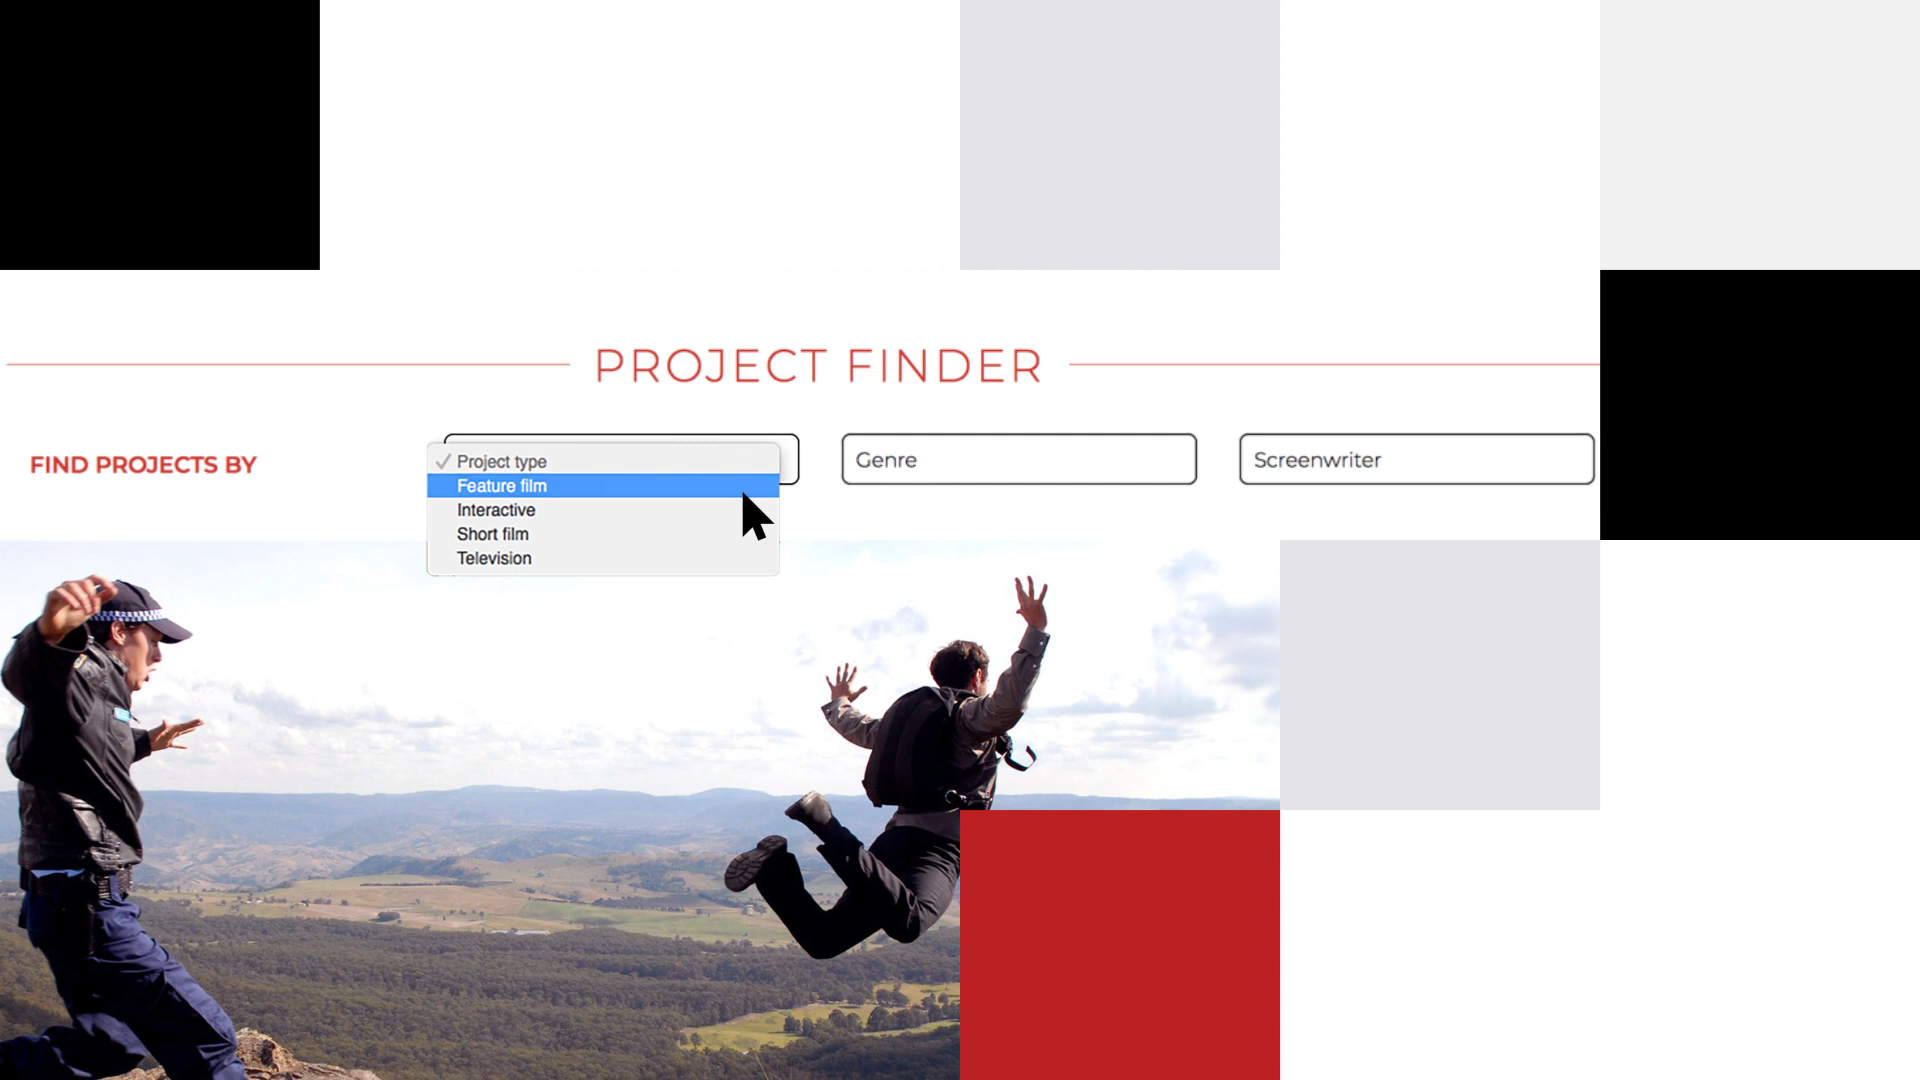 PROJECT FINDER
FIND PROJECTS BY
Project type
Feature film
Interactive
Short film
Television
Genre
Screenwriter